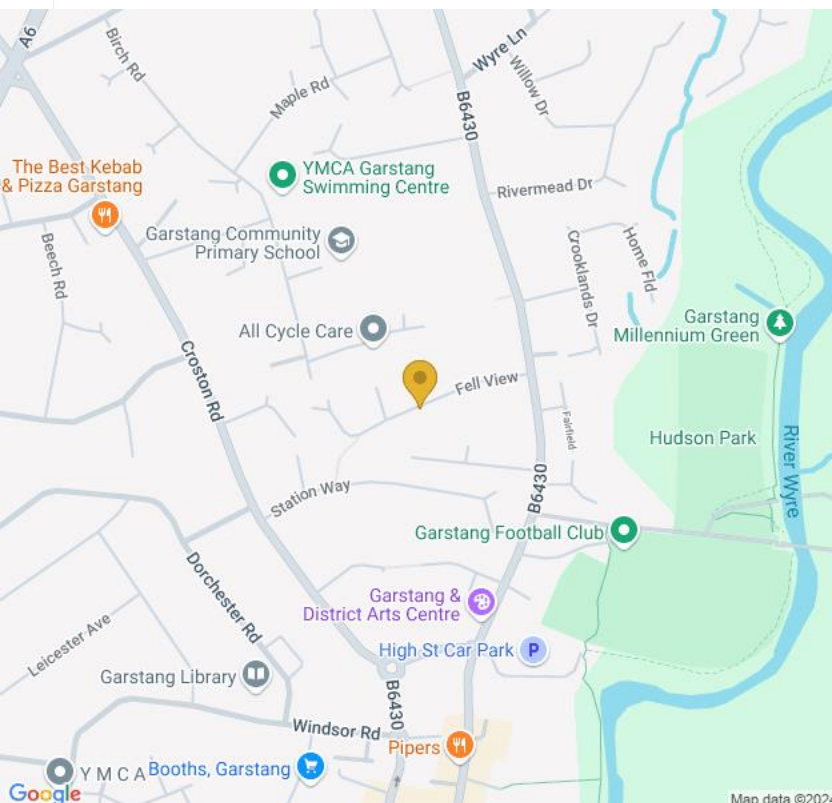 A6
Birch Rd
Maple Rd
Wyre Ln
Willow Dr
B6430
The Best Kebab
& Pizza Garstang
YMCA Garstang
Swimming Centre
Rivermead Dr
Garstang Community
Primary School
Beech Rd
Crooklands Dr
Home Fld
All Cycle Care
Garstang
Millennium Green
Croston Rd
Fell View
Fairfield
Hudson Park
River Wyre
Station Way
B6430
Garstang Football Club
Dorchester Rd
Garstang &
District Arts Centre
Leicester Ave
High St Car Park
P
Garstang Library
B6430
Windsor Rd
Pipers
YMCA
Booths, Garstang
Google
Map data ©2024